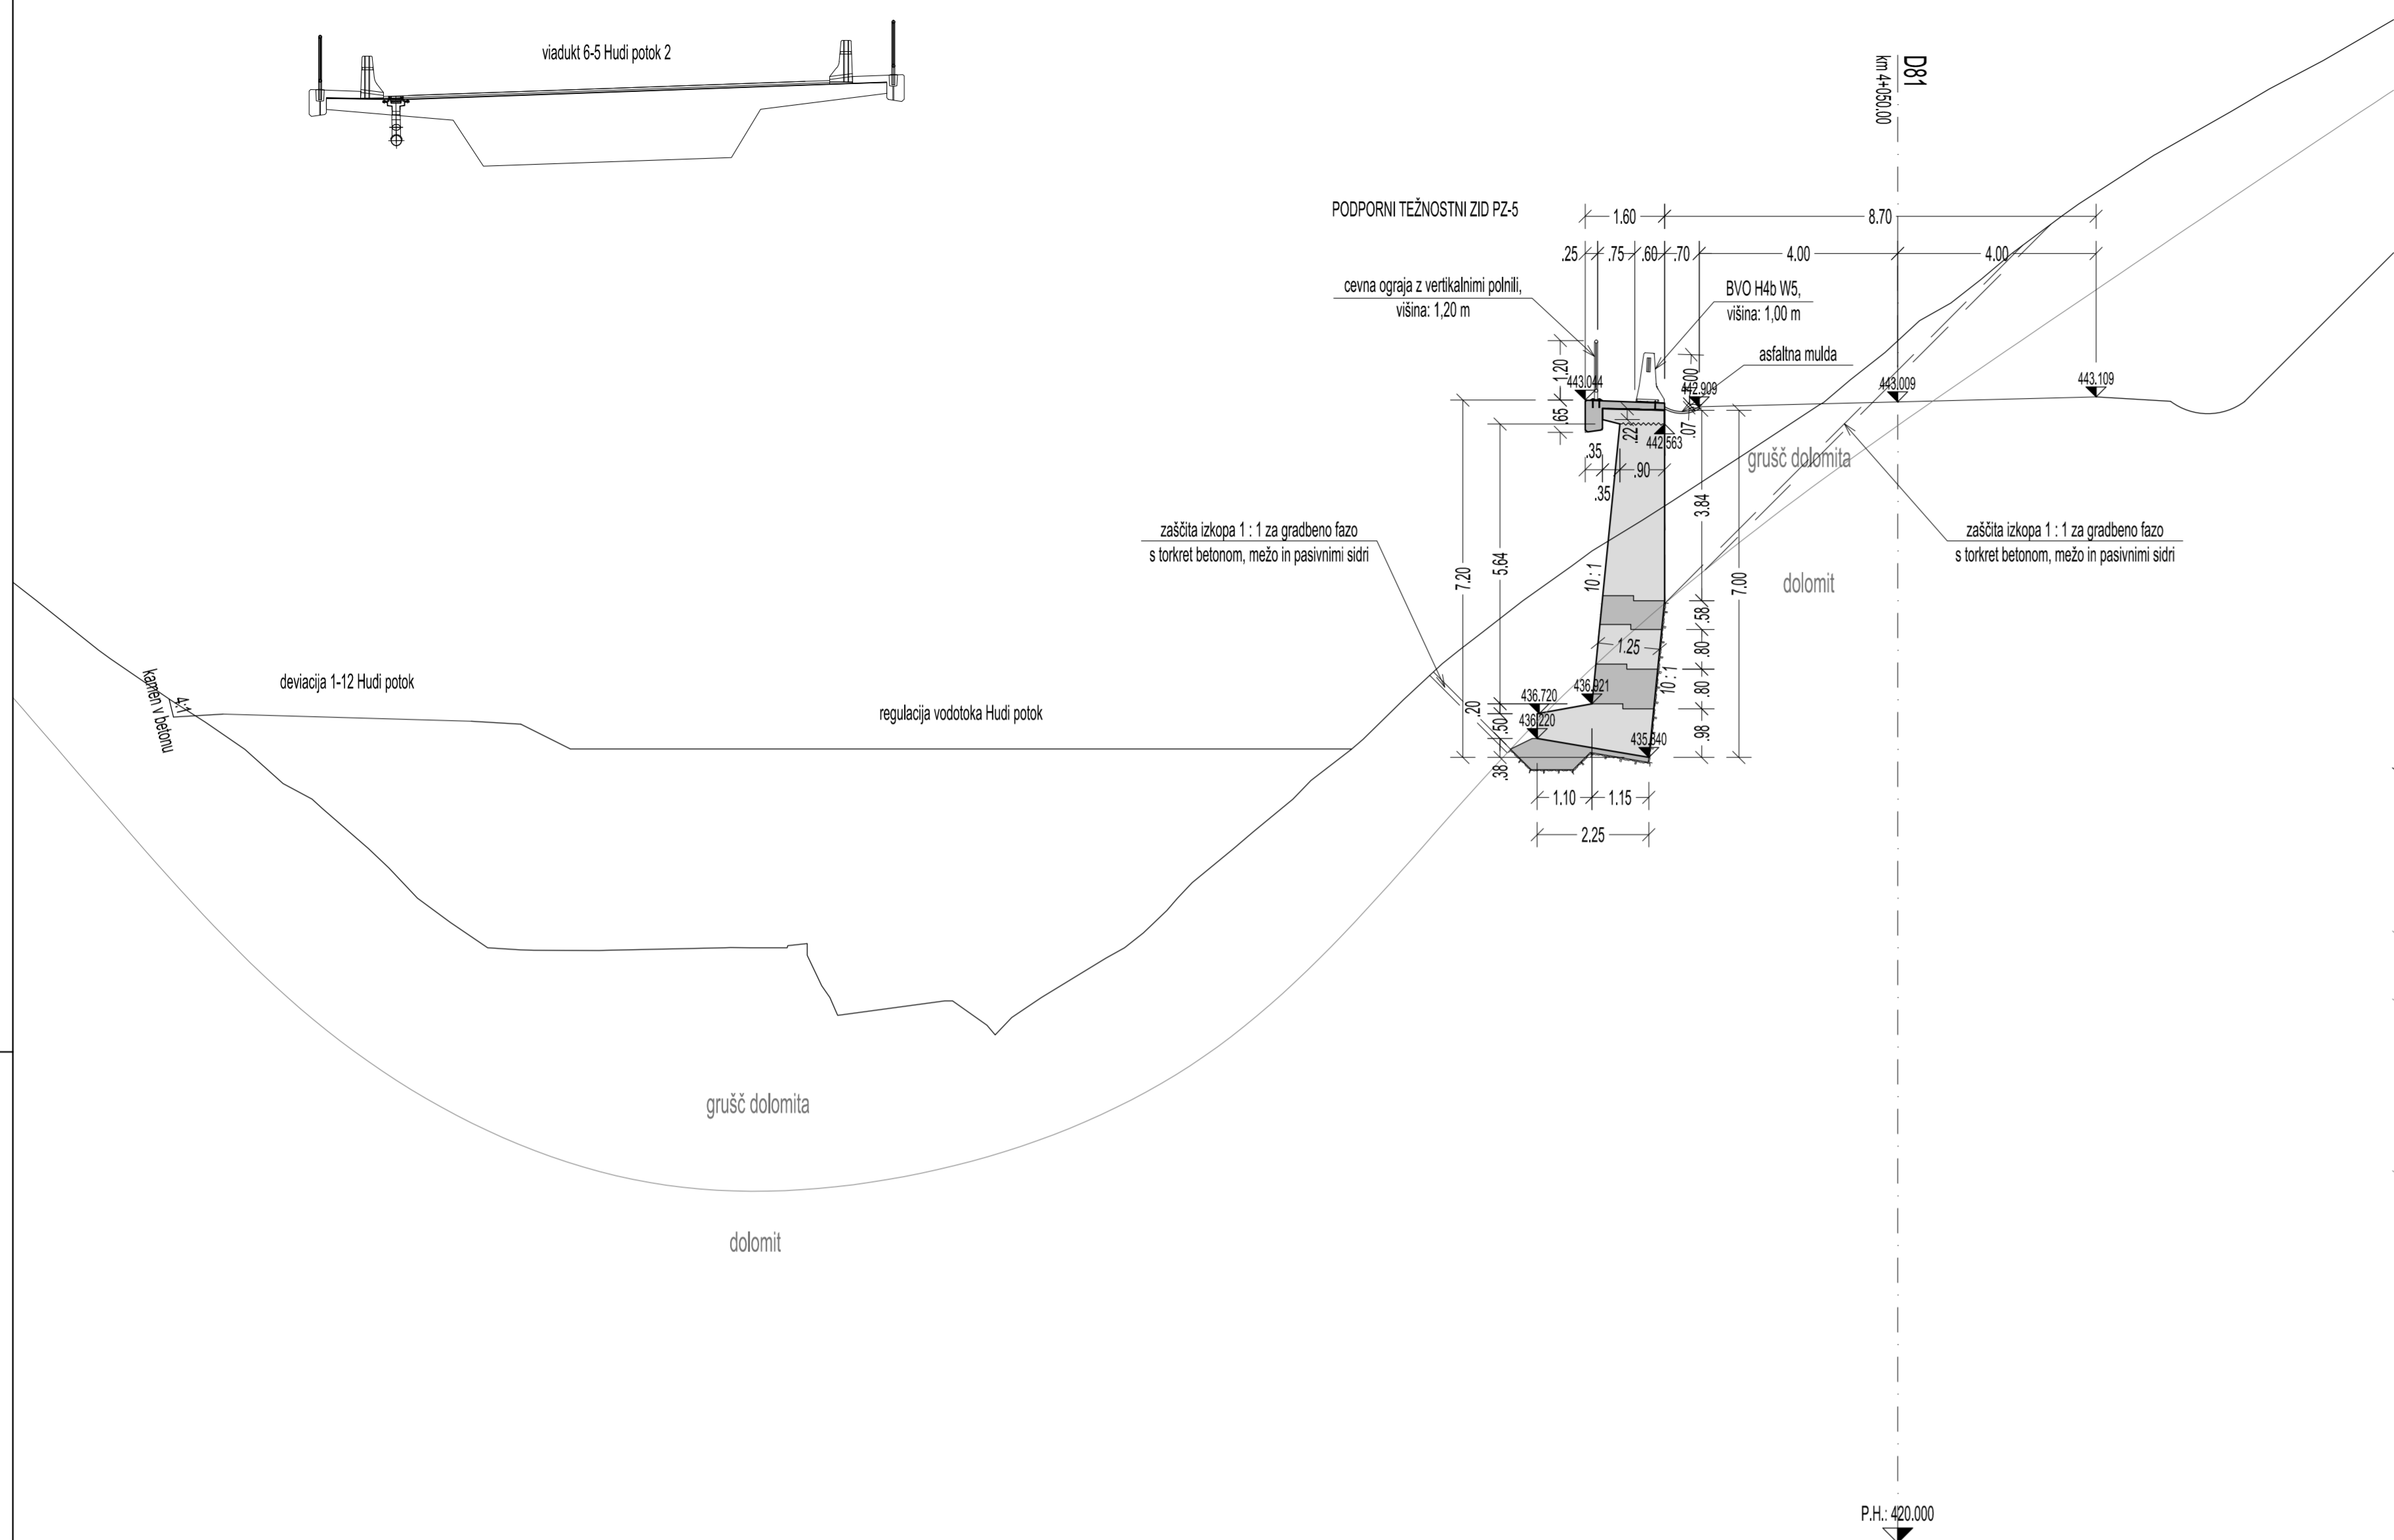 viadukt 6-5 Hudi potok 2
D81
km 4+050.00
PODPORNI TEŽNOSTNI ZID PZ-5
1.60
8.70
.25
.75
.60
.70
4.00
4.00
cevna ograja z vertikalnimi polnili,
višina: 1,20 m
BVO H4b W5,
višina: 1,00 m
asfaltna mulda
1.20
443.044
442.909
443.009
443.109
.65
.22
.07
442.563
.35
.90
.35
grušč dolomita
3.84
zaščita izkopa 1 : 1 za gradbeno fazo
s torkret betonom, mežo in pasivnimi sidri
zaščita izkopa 1 : 1 za gradbeno fazo
s torkret betonom, mežo in pasivnimi sidri
7.20
5.64
10 : 1
7.00
dolomit
.58
1.25
.80
10 : 1
.80
kamen v betonu
4:1
deviacija 1-12 Hudi potok
regulacija vodotoka Hudi potok
436.720
436.921
.20
.50
436.220
435.840
.98
.38
1.10
1.15
2.25
grušč dolomita
dolomit
P.H.: 420.000